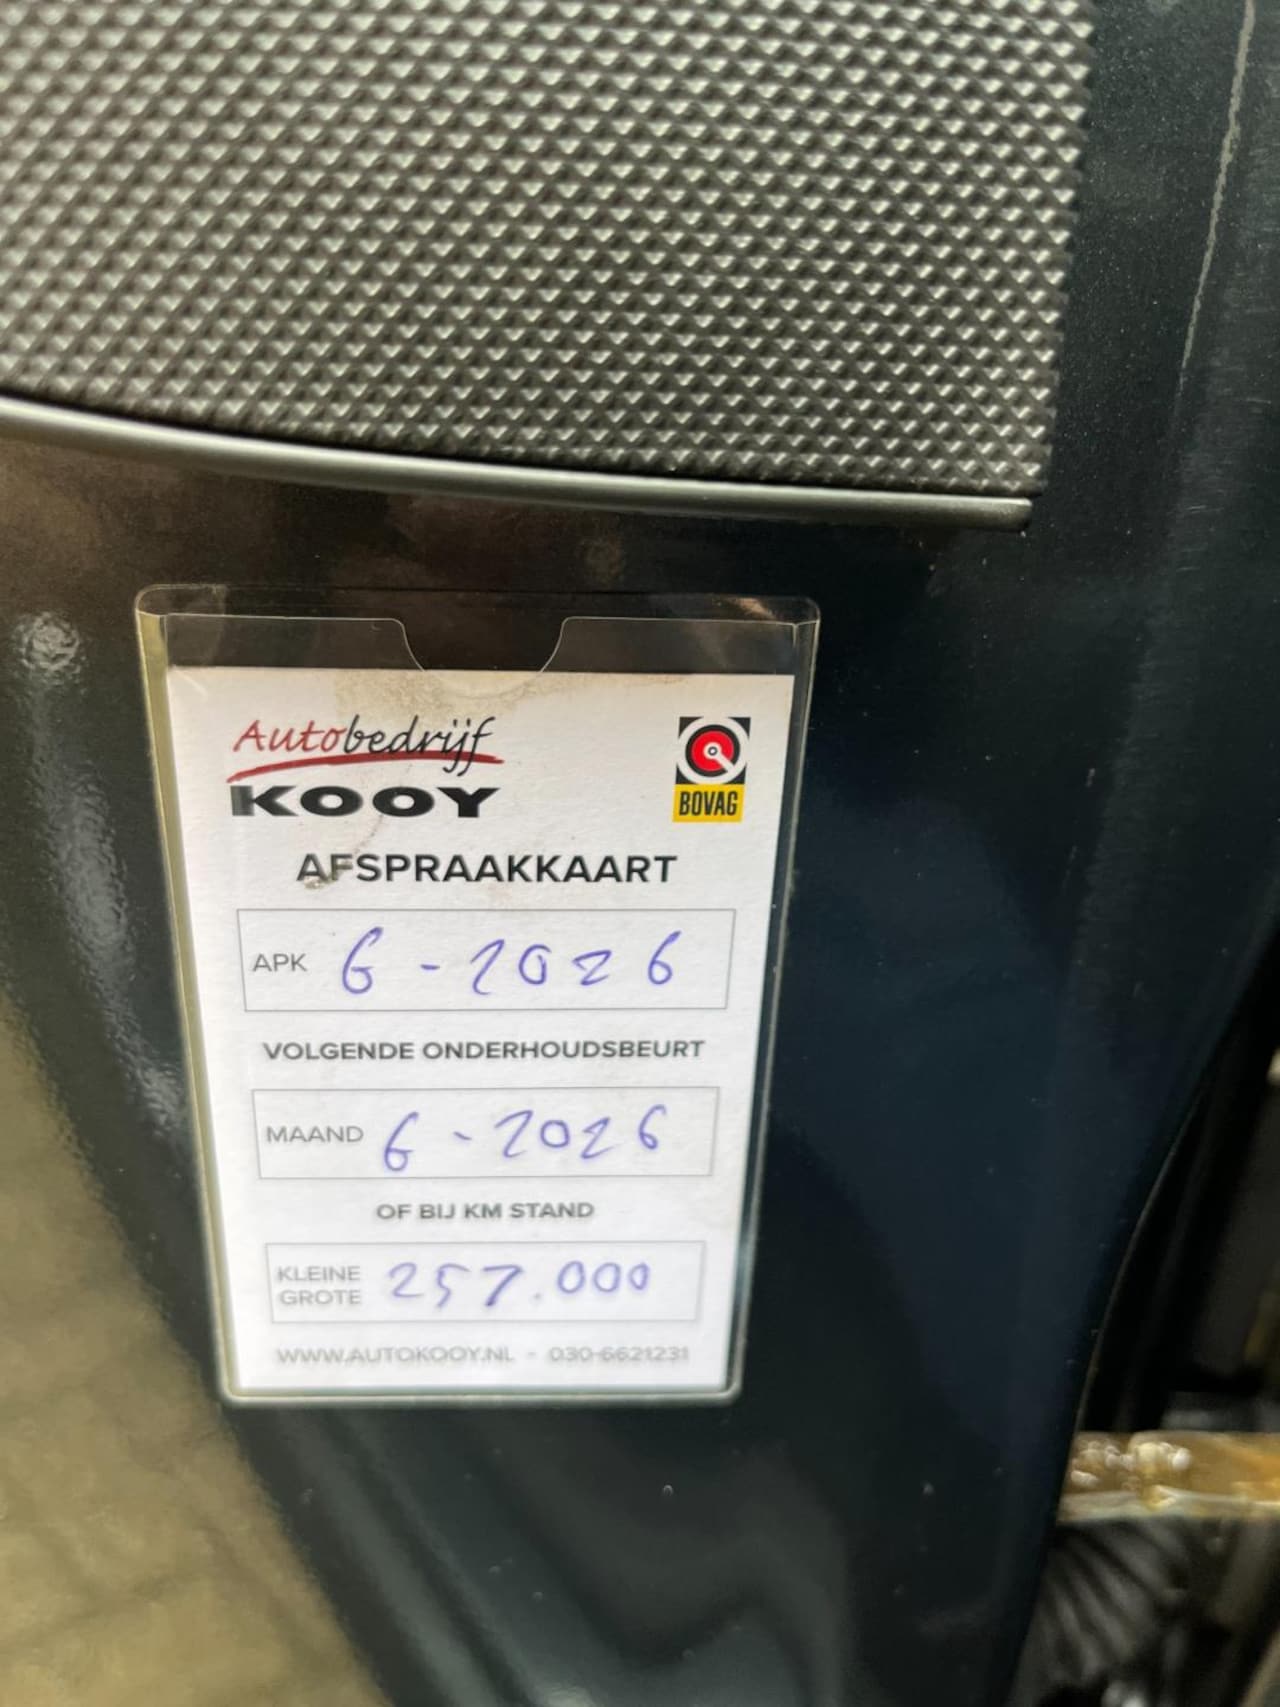 Autobedrijf
KOOY
BOVAG
AFSPRAAKKAART
APK 6 - 2026
VOLGENDE ONDERHOUDSBEURT
MAAND 6 - 2026
OF BIJ KM STAND
KLEINE
GROTE 257.000
WWW.AUTOKOOY.NL - 030-6621231